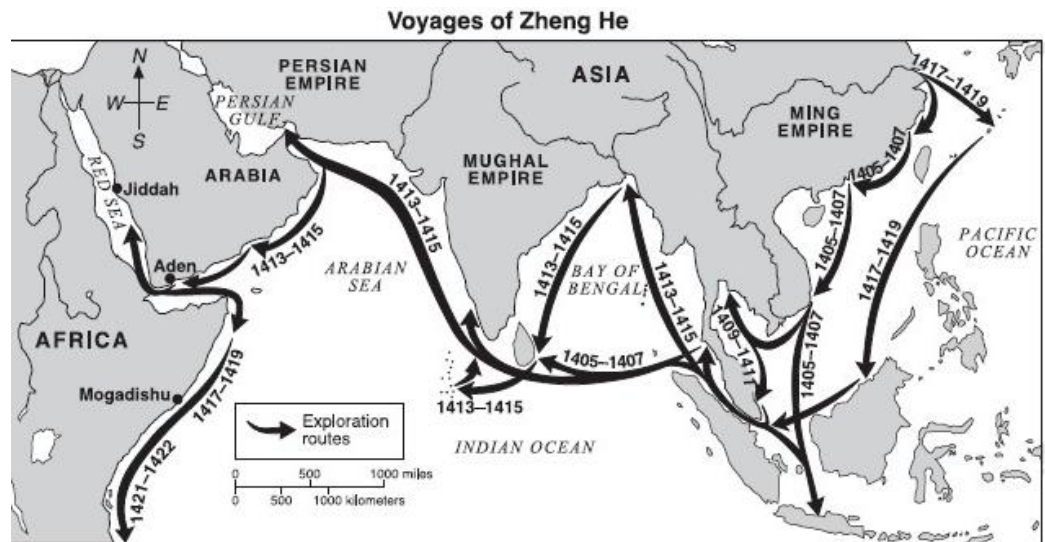 Voyages of Zheng He
N
W E
S
PERSIAN
EMPIRE
ASIA
1417–1419
PERSIAN
GULF
MING
EMPIRE
MUGHAL
EMPIRE
1405–1407
1405–1407
RED SEA
Jiddah
ARABIA
1413–1415
1405–1407
1417–1419
PACIFIC
OCEAN
1413–1415
Aden
ARABIAN
SEA
1413–1415
BAY OF
BENGAL
1413–1415
1409–1411
1405–1407
AFRICA
1405–1407
Mogadishu
1417–1419
1413–1415
Exploration
routes
INDIAN OCEAN
0 500 1000 miles
0 500 1000 kilometers
1421–1422